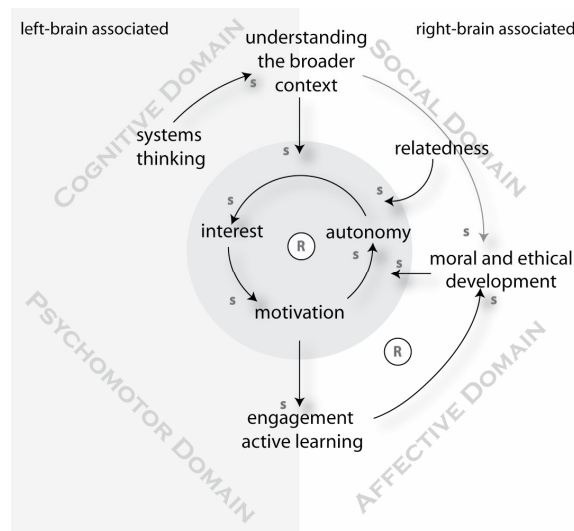 left-brain associated
right-brain associated
understanding
the broader
context
COGNITIVE DOMAIN
SOCIAL DOMAIN
s
systems
thinking
s
relatedness
s
s
s
interest
R
autonomy
s
s
s
moral and ethical
development
s
motivation
s
R
PSYCHOMOTOR DOMAIN
AFFECTIVE DOMAIN
s
engagement
active learning